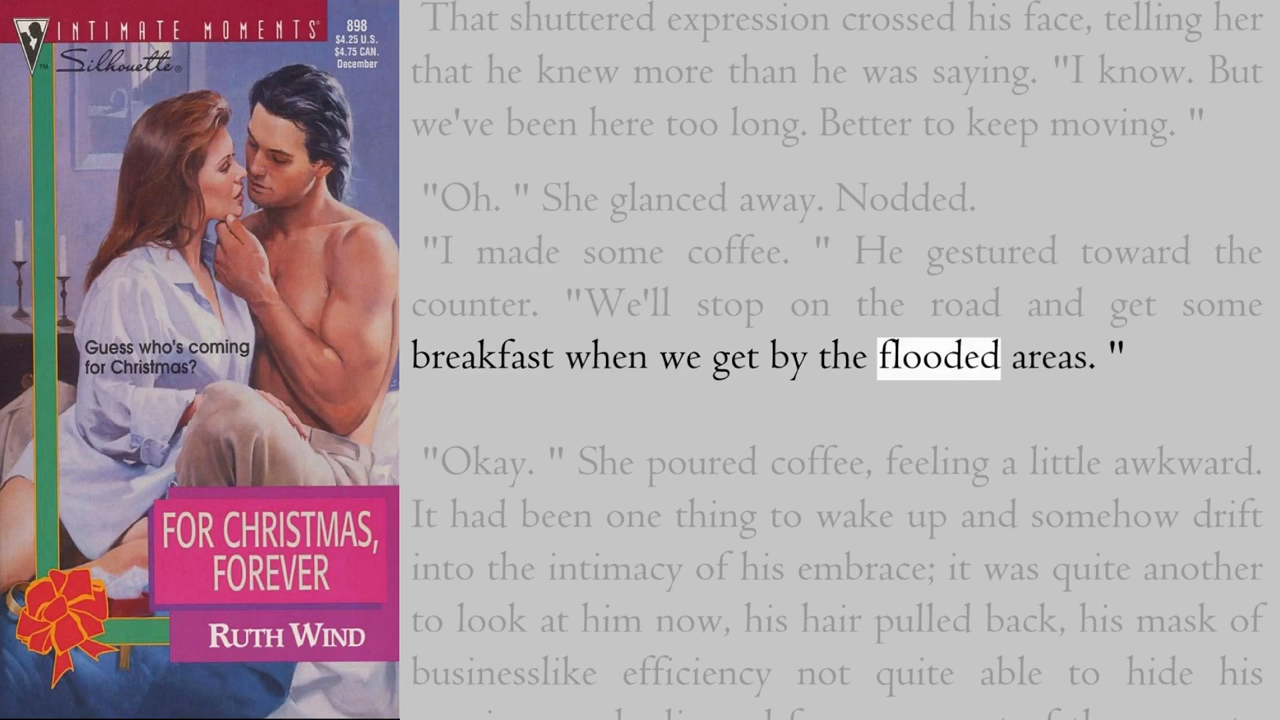 INTIMATE MOMENTS®
Silhouette®
TM
898
$4.25 U.S.
$4.75 CAN.
December
Guess who's coming
for Christmas?
FOR CHRISTMAS,
FOREVER
RUTH WIND
That shuttered expression crossed his face, telling her
that he knew more than he was saying. "I know. But
we've been here too long. Better to keep moving. "
"Oh. " She glanced away. Nodded.
"I made some coffee. " He gestured toward the
counter. "We'll stop on the road and get some
breakfast when we get by the flooded areas. "
"Okay. " She poured coffee, feeling a little awkward.
It had been one thing to wake up and somehow drift
into the intimacy of his embrace; it was quite another
to look at him now, his hair pulled back, his mask of
businesslike efficiency not quite able to hide his